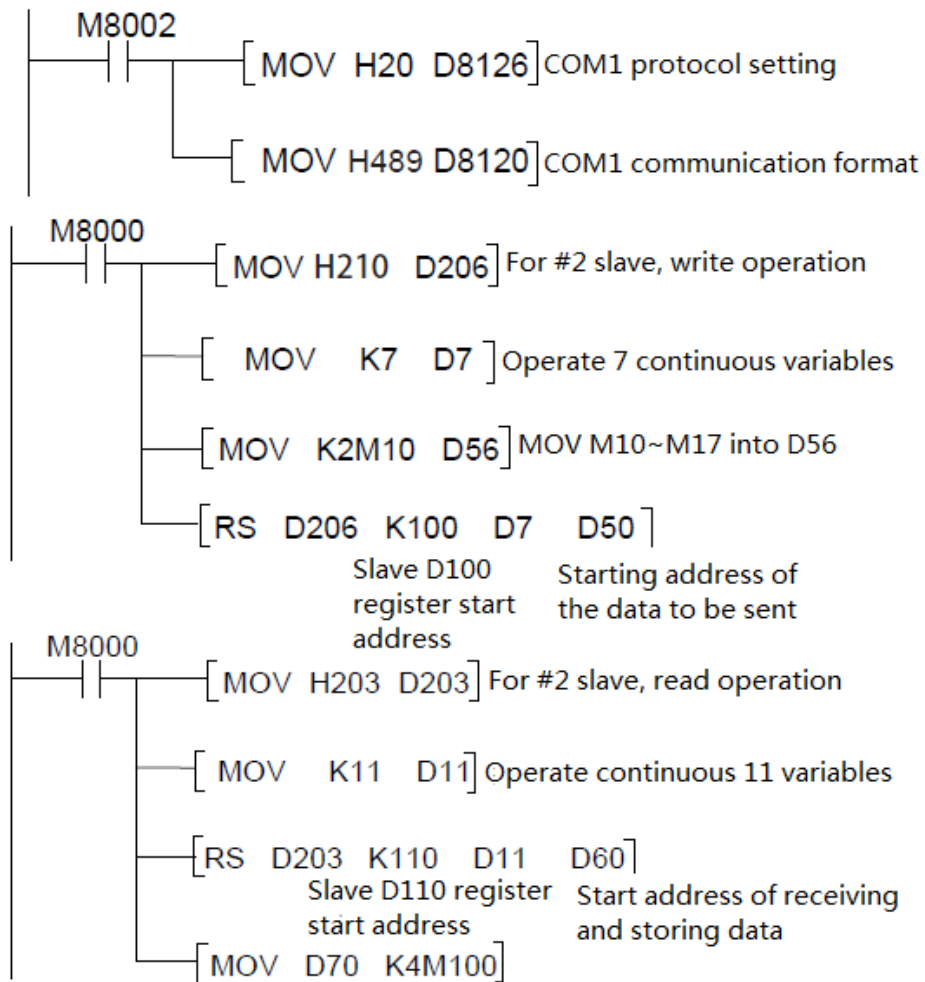 M8002
MOV H20 D8126 COM1 protocol setting
MOV H489 D8120 COM1 communication format
M8000
MOV H210 D206 For #2 slave, write operation
MOV K7 D7 Operate 7 continuous variables
MOV K2M10 D56 MOV M10~M17 into D56
RS D206 K100 D7 D50
Slave D100
register start
address
Starting address of
the data to be sent
M8000
MOV H203 D203 For #2 slave, read operation
MOV K11 D11 Operate continuous 11 variables
RS D203 K110 D11 D60
Slave D110 register
start address
Start address of receiving
and storing data
MOV D70 K4M100